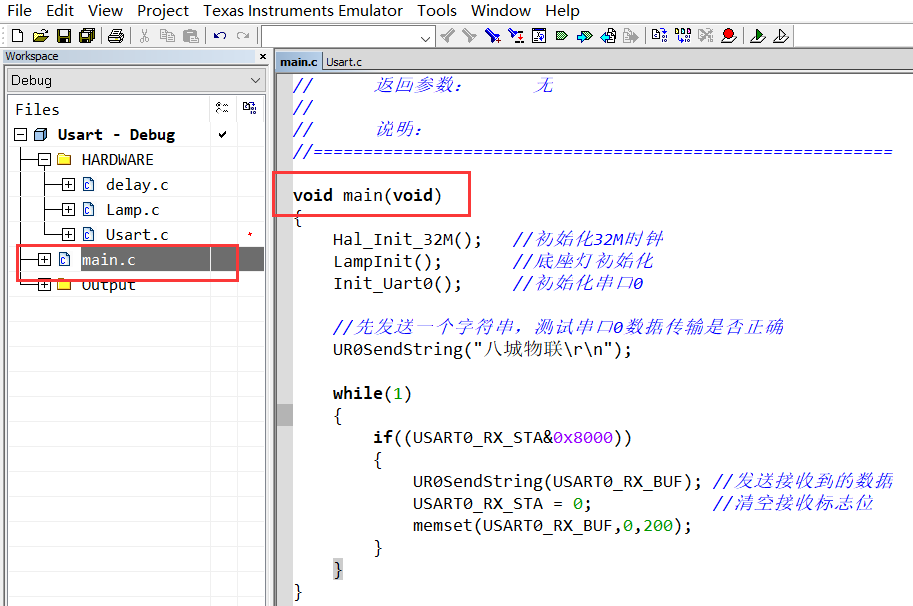 File Edit View Project Texas Instruments Emulator Tools Window Help
Workspace
Debug
Files
Usart - Debug
HARDWARE
delay.c
Lamp.c
Usart.c
main.c
Output
main.c Usart.c
// 返回参数： 无
//
// 说明：
//==========================================================
void main(void)
{
Hal_Init_32M(); //初始化32M时钟
LampInit(); //底座灯初始化
Init_Uart0(); //初始化串口0
//先发送一个字符串，测试串口0数据传输是否正确
UR0SendString("八城物联\r\n");
while(1)
{
if((USART0_RX_STA&0x8000))
{
UR0SendString(USART0_RX_BUF); //发送接收到的数据
USART0_RX_STA = 0; //清空接收标志位
memset(USART0_RX_BUF,0,200);
}
}
}